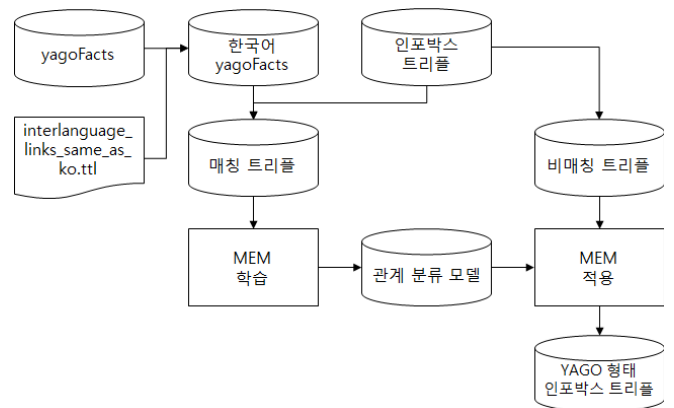 yagoFacts
한국어
yagoFacts
인포박스
트리플
interlanguage_
links_same_as_
ko.ttl
매칭 트리플
비매칭 트리플
MEM
학습
관계 분류 모델
MEM
적용
YAGO 형태
인포박스 트리플